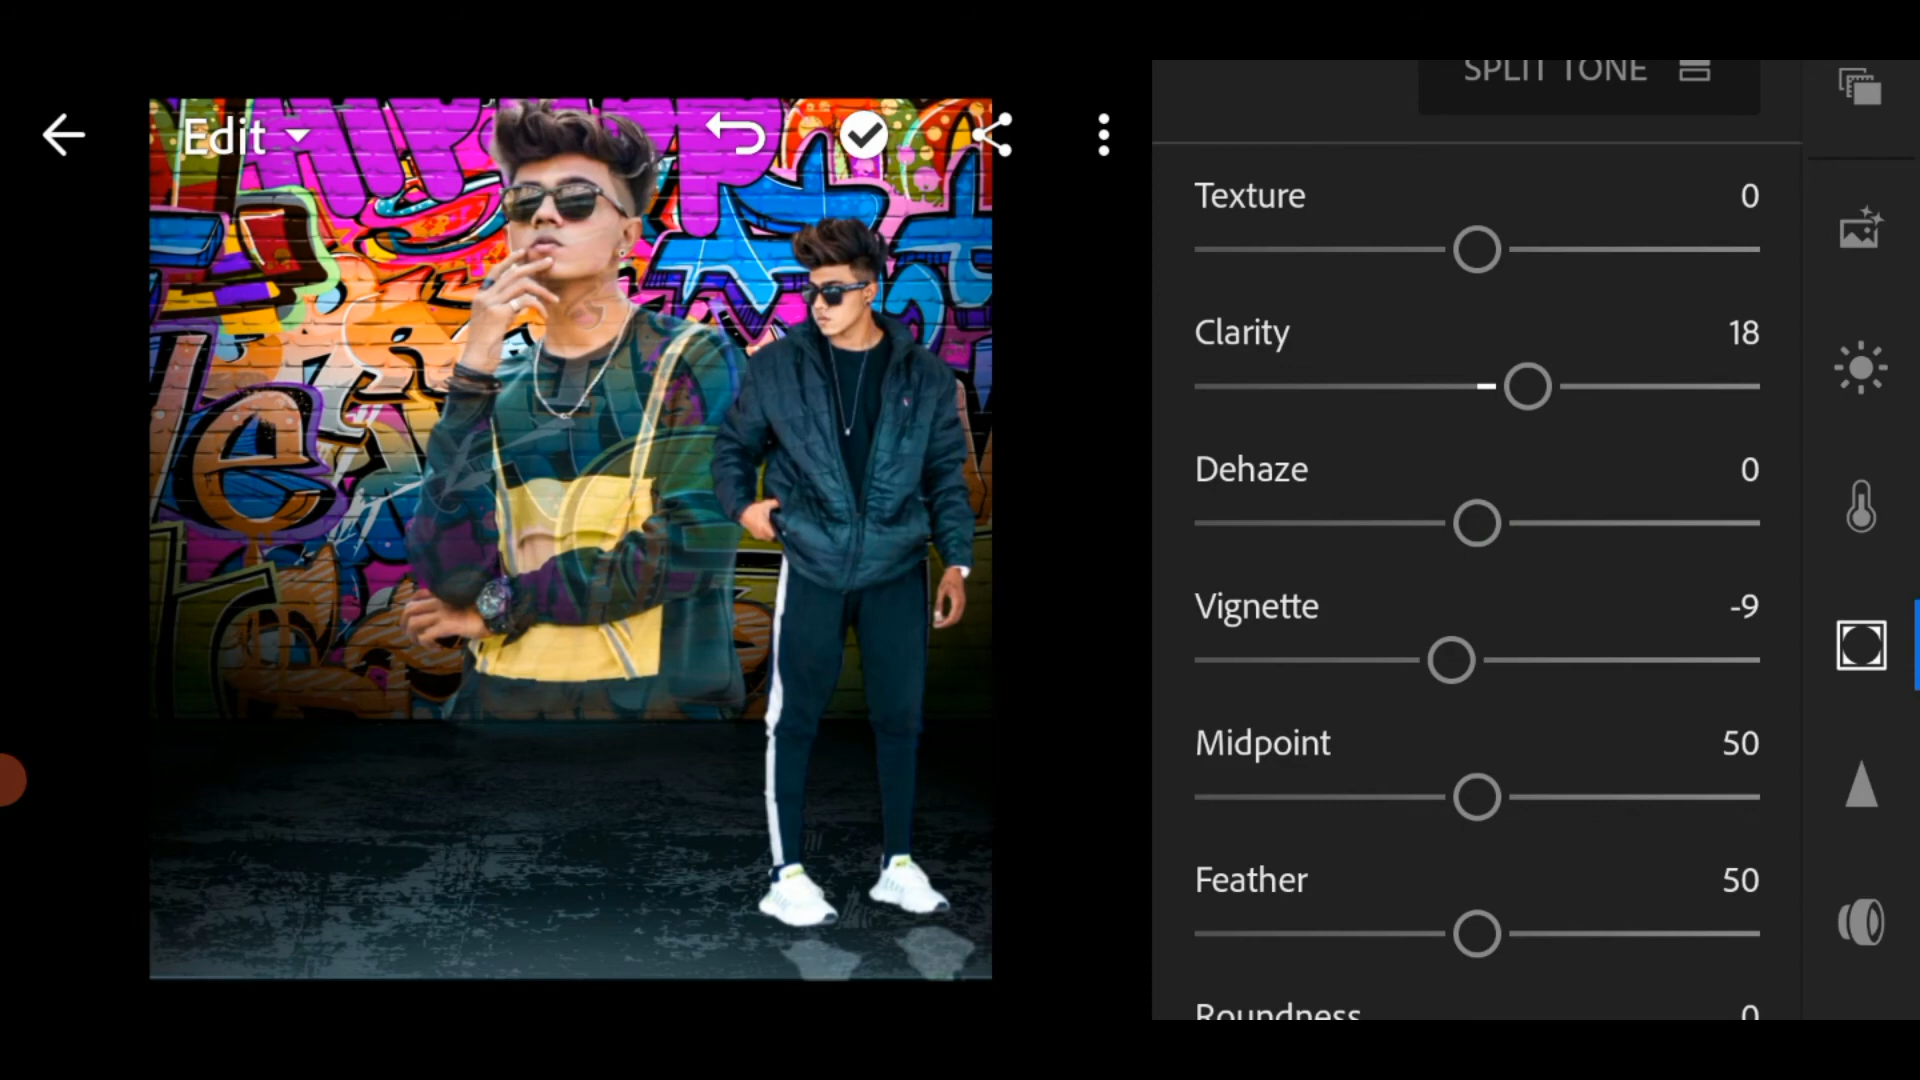 Edit
SPLIT TONE
Texture 0
Clarity 18
Dehaze 0
Vignette -9
Midpoint 50
Feather 50
Roundness 0